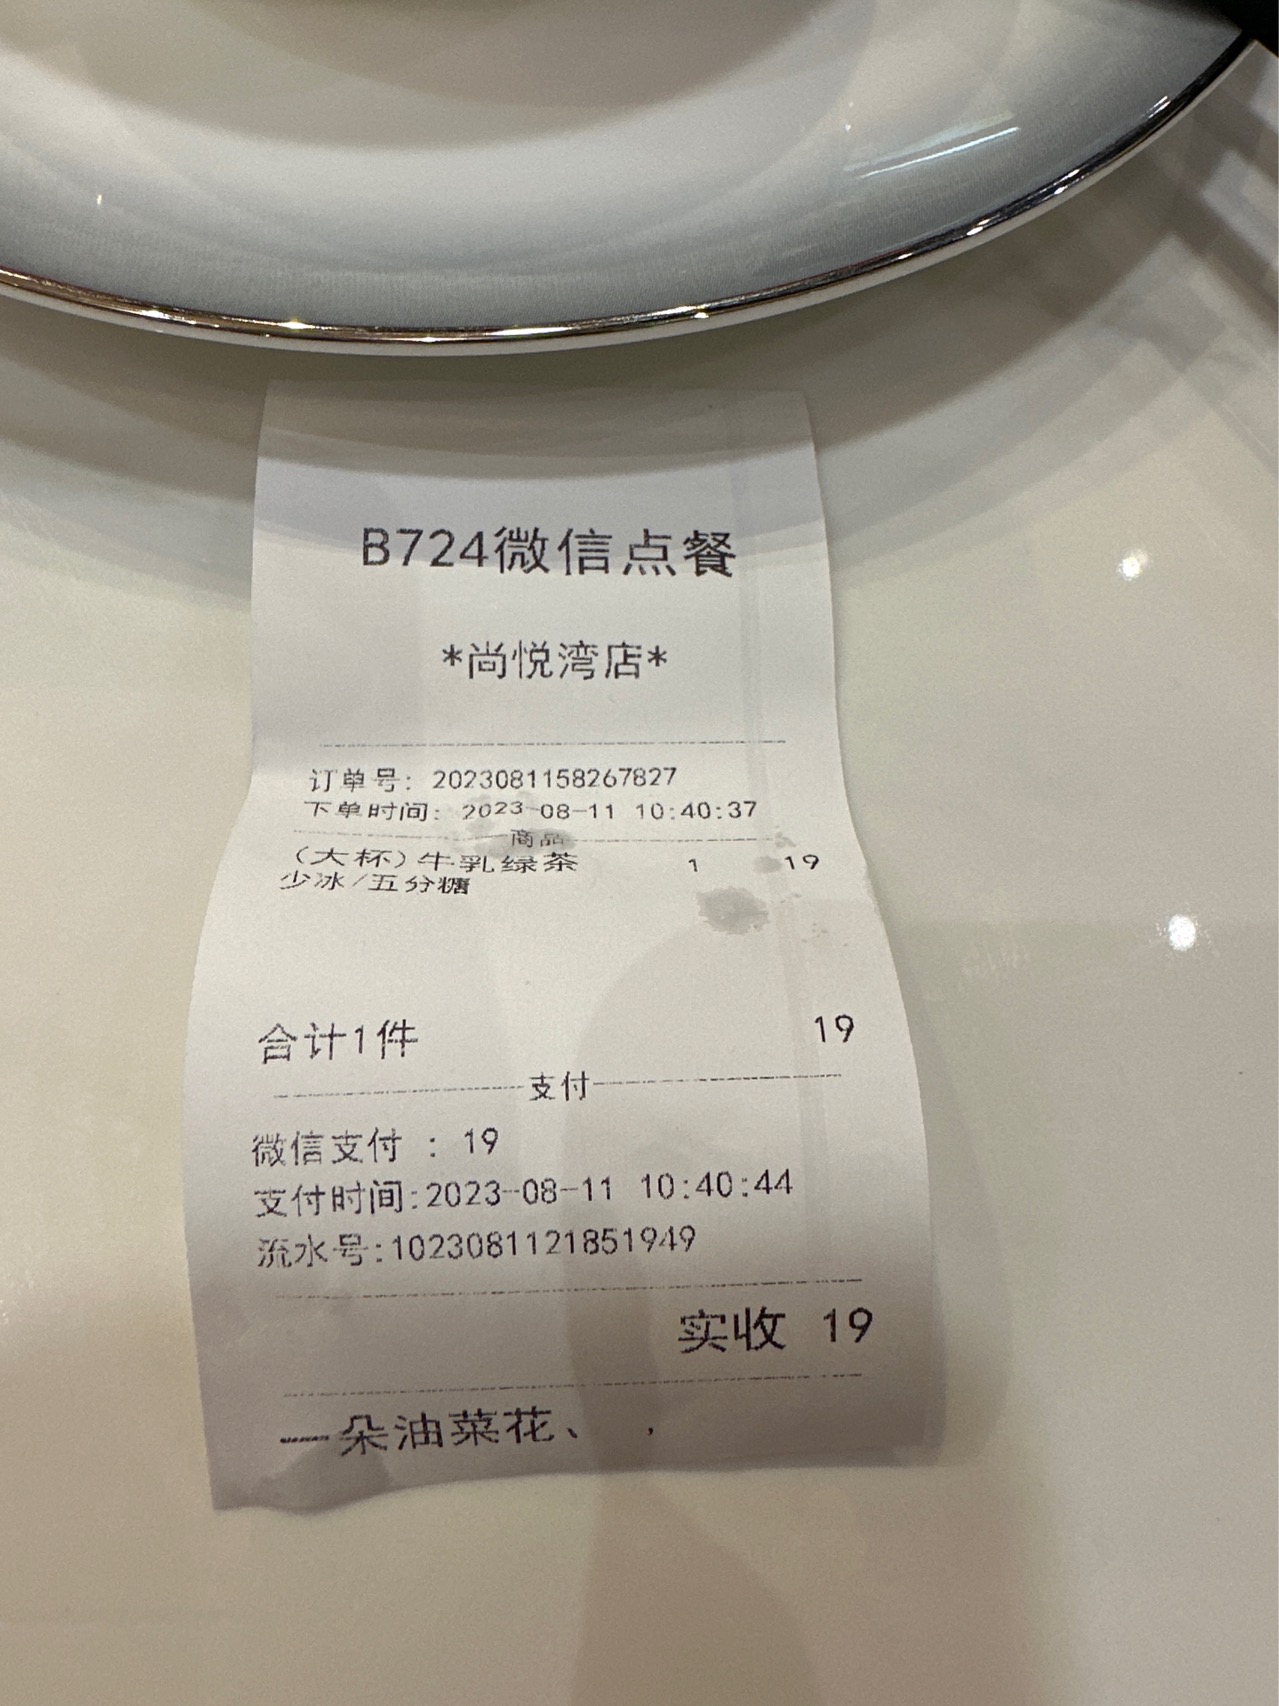 B724微信点餐
*尚悦湾店*
订单号: 2023081158267827
下单时间: 2023-08-11 10:40:37
商品
(大杯)牛乳绿茶 1 19
少冰/五分糖
合计1件 19
支付
微信支付 : 19
支付时间:2023-08-11 10:40:44
流水号:1023081121851949
实收 19
一朵油菜花、 ,